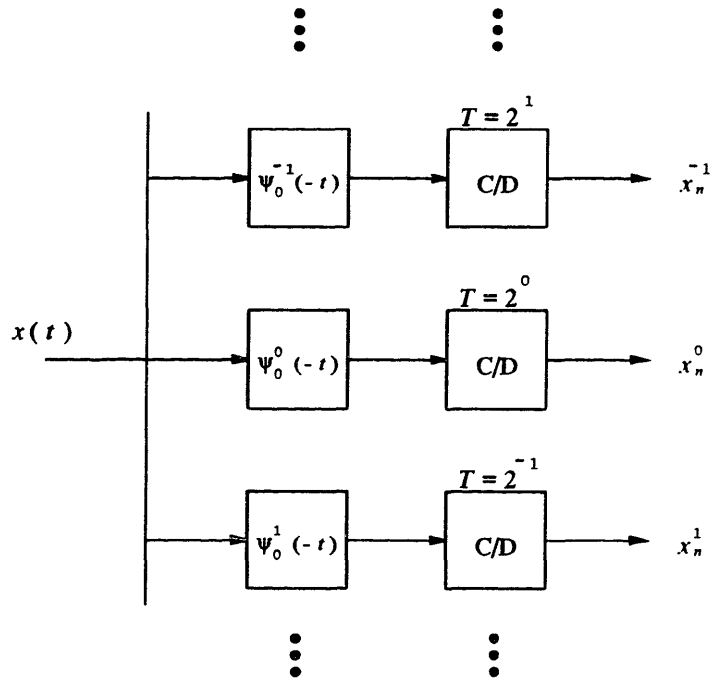 T = 2^1
ψ_0^-1(-t)
C/D
x_n^-1
x(t)
T = 2^0
ψ_0^0(-t)
C/D
x_n^0
T = 2^-1
ψ_0^1(-t)
C/D
x_n^1